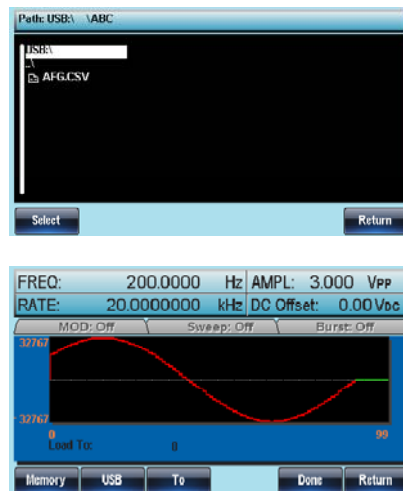 Path: USB:\ \ABC
USB:\
..\
AFG.CSV
Select Return
FREQ: 200.0000 Hz AMPL: 3.000 VPP
RATE: 20.0000000 kHz DC Offset: 0.00 VDC
MOD: Off Sweep: Off Burst: Off
32767
- 32767
0 99
Load To: 0
Memory USB To Done Return